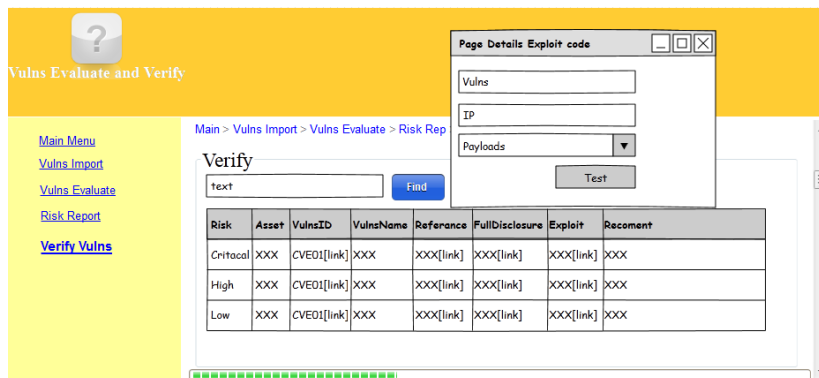 ?
Vulns Evaluate and Verify
Page Details Exploit code
Vulns
IP
Payloads
Test
Main Menu
Vulns Import
Vulns Evaluate
Risk Report
Verify Vulns
Main > Vulns Import > Vulns Evaluate > Risk Rep
Verify
text
Find
Risk Asset VulnsID VulnsName Referance FullDisclosure Exploit Recoment
Critacal XXX CVE01[link] XXX XXX[link] XXX[link] XXX[link] XXX
High XXX CVE01[link] XXX XXX[link] XXX[link] XXX[link] XXX
Low XXX CVE01[link] XXX XXX[link] XXX[link] XXX[link] XXX